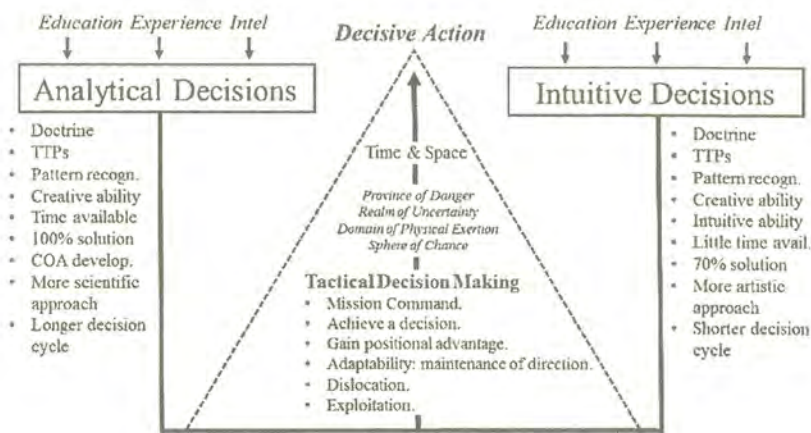 Education Experience Intel
Analytical Decisions
• Doctrine
• TTPs
• Pattern recogn.
• Creative ability
• Time available
• 100% solution
• COA develop.
• More scientific
approach
• Longer decision
cycle
Decisive Action
Time & Space
Province of Danger
Realm of Uncertainty
Domain of Physical Exertion
Sphere of Chance
Tactical Decision Making
• Mission Command.
• Achieve a decision.
• Gain positional advantage.
• Adaptability: maintenance of direction.
• Dislocation.
• Exploitation.
Education Experience Intel
Intuitive Decisions
• Doctrine
• TTPs
• Pattern recogn.
• Creative ability
• Intuitive ability
• Little time avail.
• 70% solution
• More artistic
approach
• Shorter decision
cycle